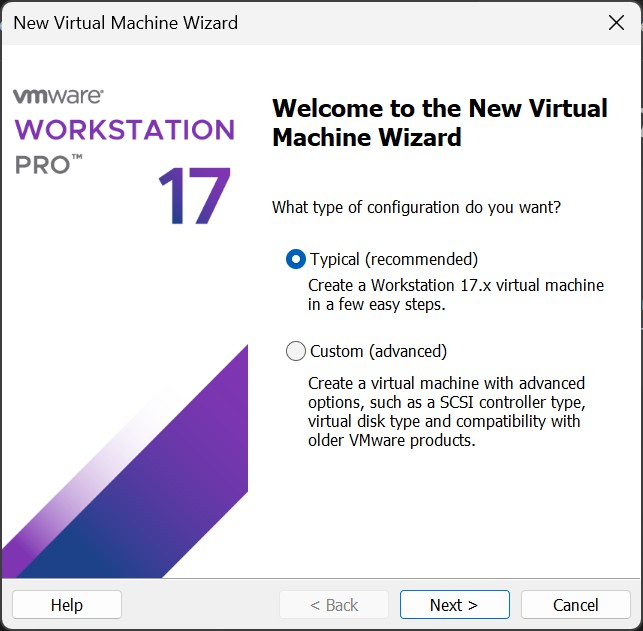 New Virtual Machine Wizard
vmware®
WORKSTATION
PRO™
17
Welcome to the New Virtual
Machine Wizard
What type of configuration do you want?
Typical (recommended)
Create a Workstation 17.x virtual machine
in a few easy steps.
Custom (advanced)
Create a virtual machine with advanced
options, such as a SCSI controller type,
virtual disk type and compatibility with
older VMware products.
Help
< Back
Next >
Cancel